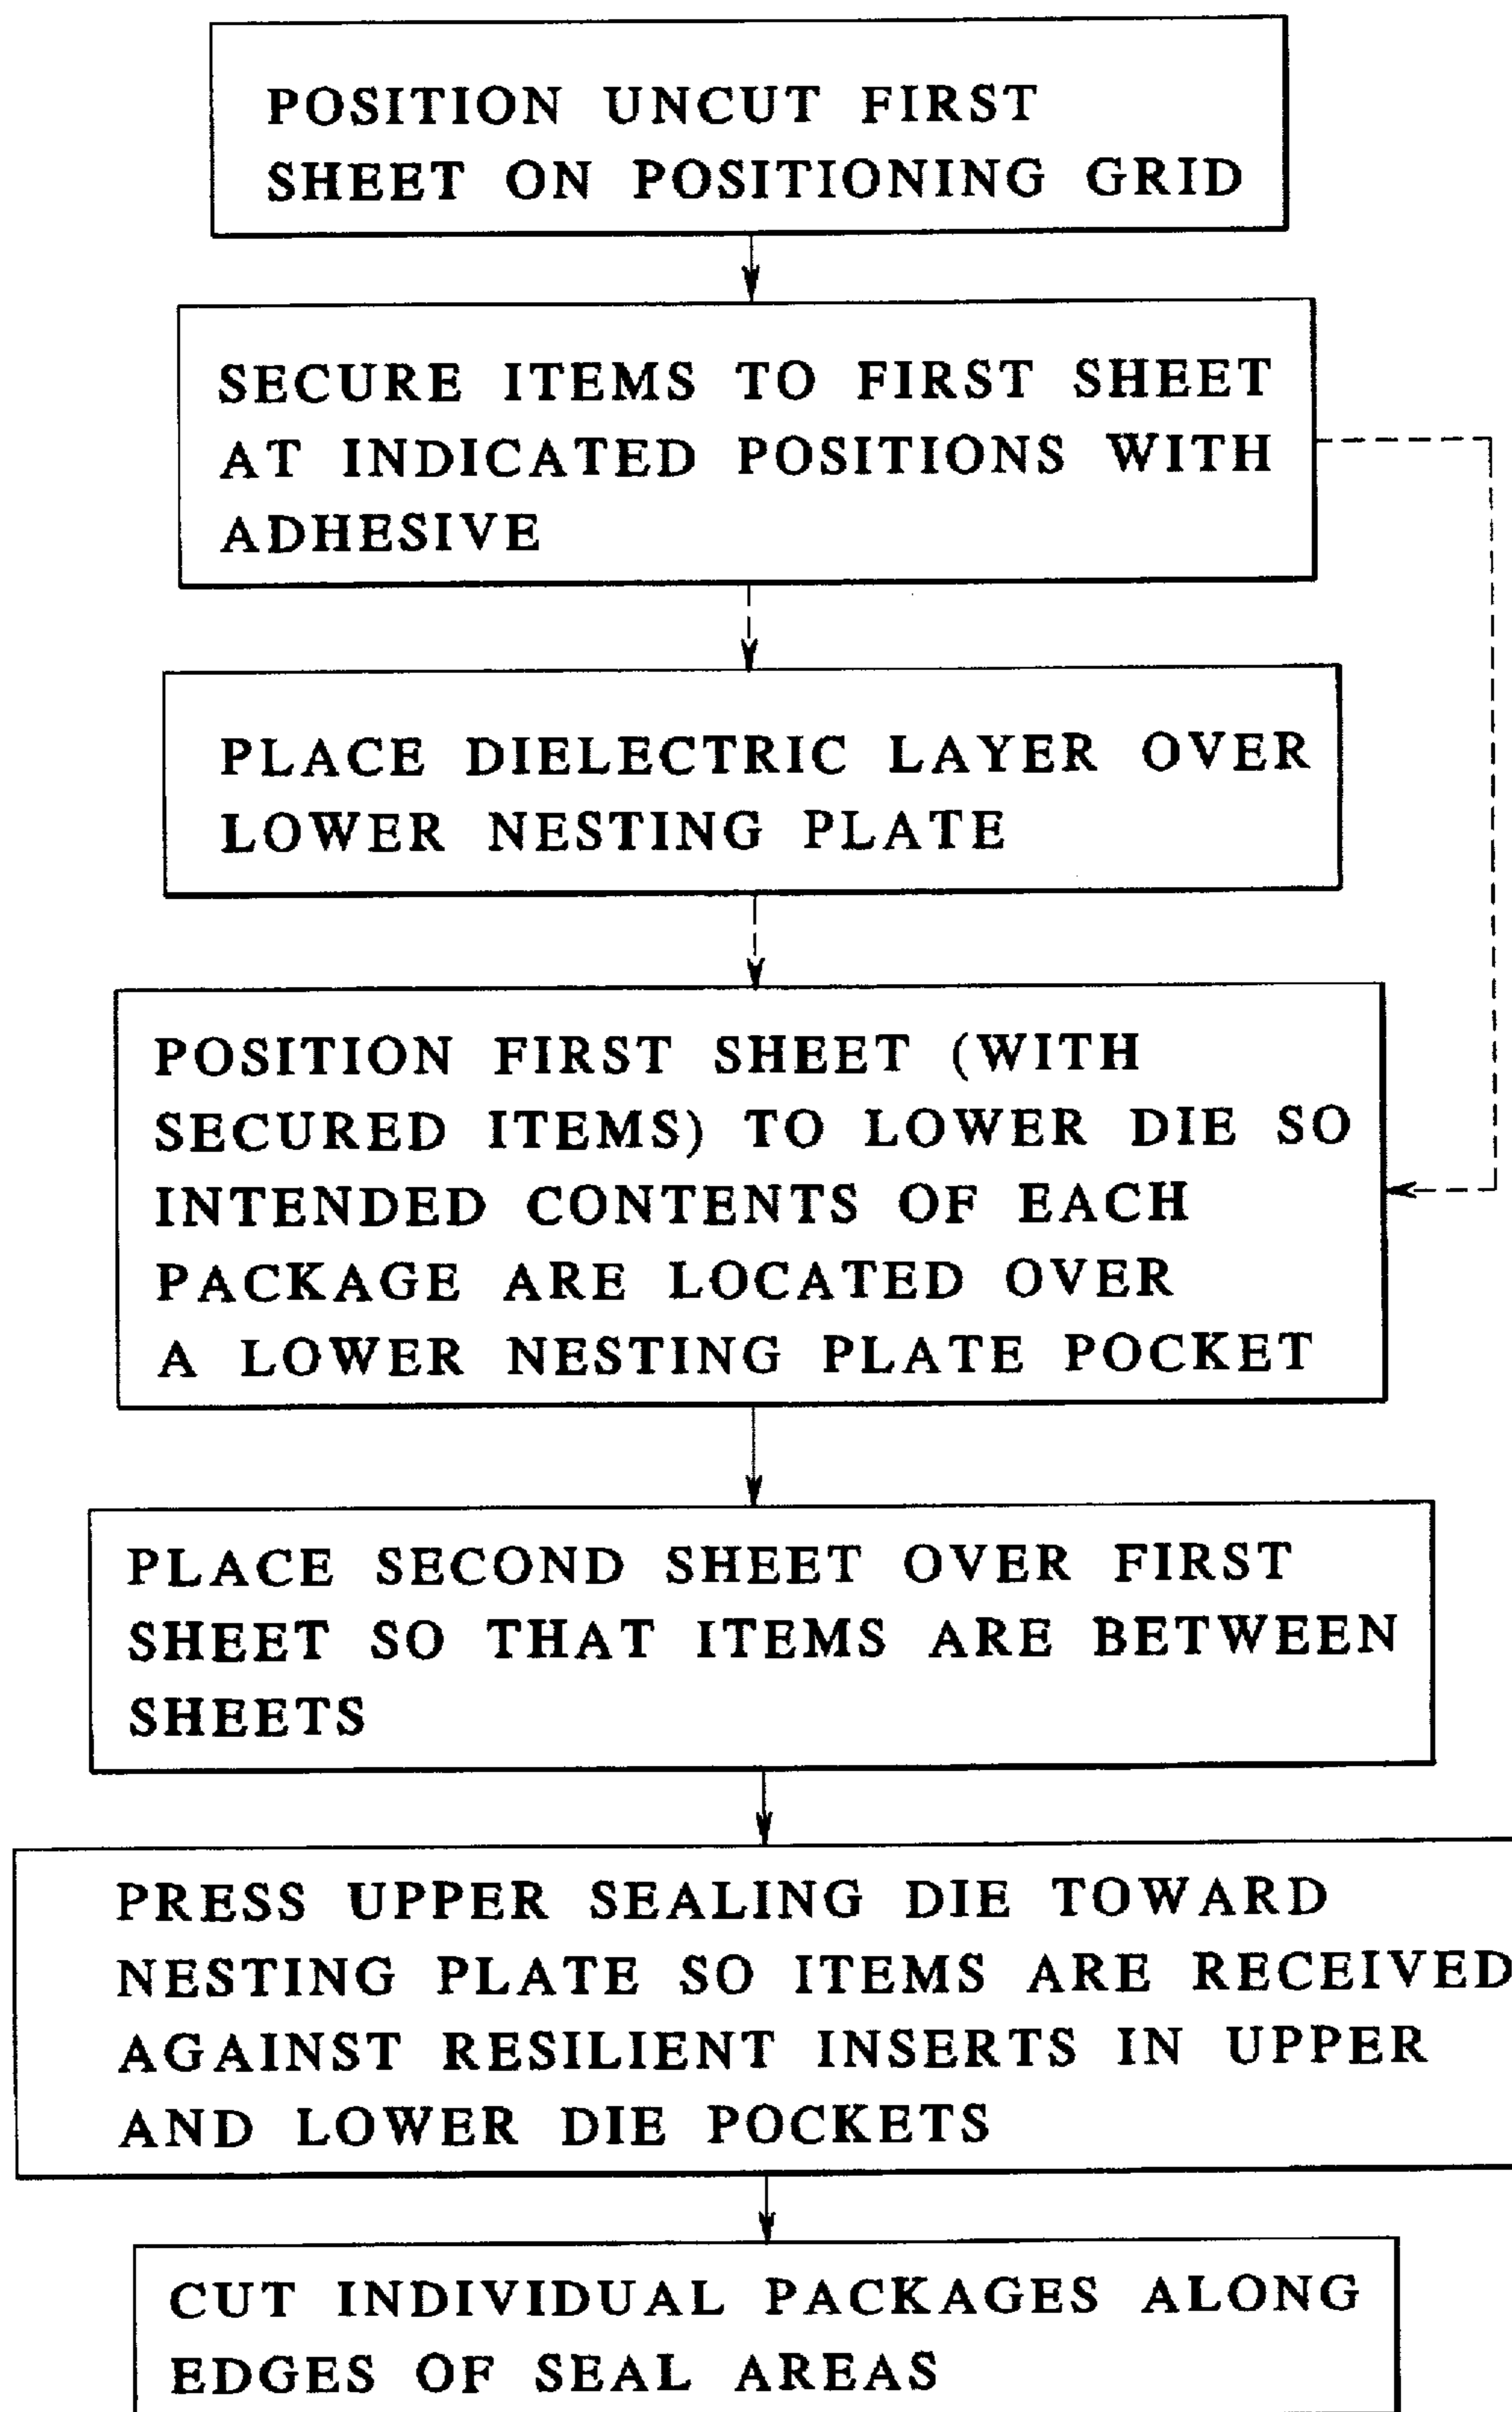 POSITION UNCUT FIRST
SHEET ON POSITIONING GRID
SECURE ITEMS TO FIRST SHEET
AT INDICATED POSITIONS WITH
ADHESIVE
PLACE DIELECTRIC LAYER OVER
LOWER NESTING PLATE
POSITION FIRST SHEET (WITH
SECURED ITEMS) TO LOWER DIE SO
INTENDED CONTENTS OF EACH
PACKAGE ARE LOCATED OVER
A LOWER NESTING PLATE POCKET
PLACE SECOND SHEET OVER FIRST
SHEET SO THAT ITEMS ARE BETWEEN
SHEETS
PRESS UPPER SEALING DIE TOWARD
NESTING PLATE SO ITEMS ARE RECEIVED
AGAINST RESILIENT INSERTS IN UPPER
AND LOWER DIE POCKETS
CUT INDIVIDUAL PACKAGES ALONG
EDGES OF SEAL AREAS